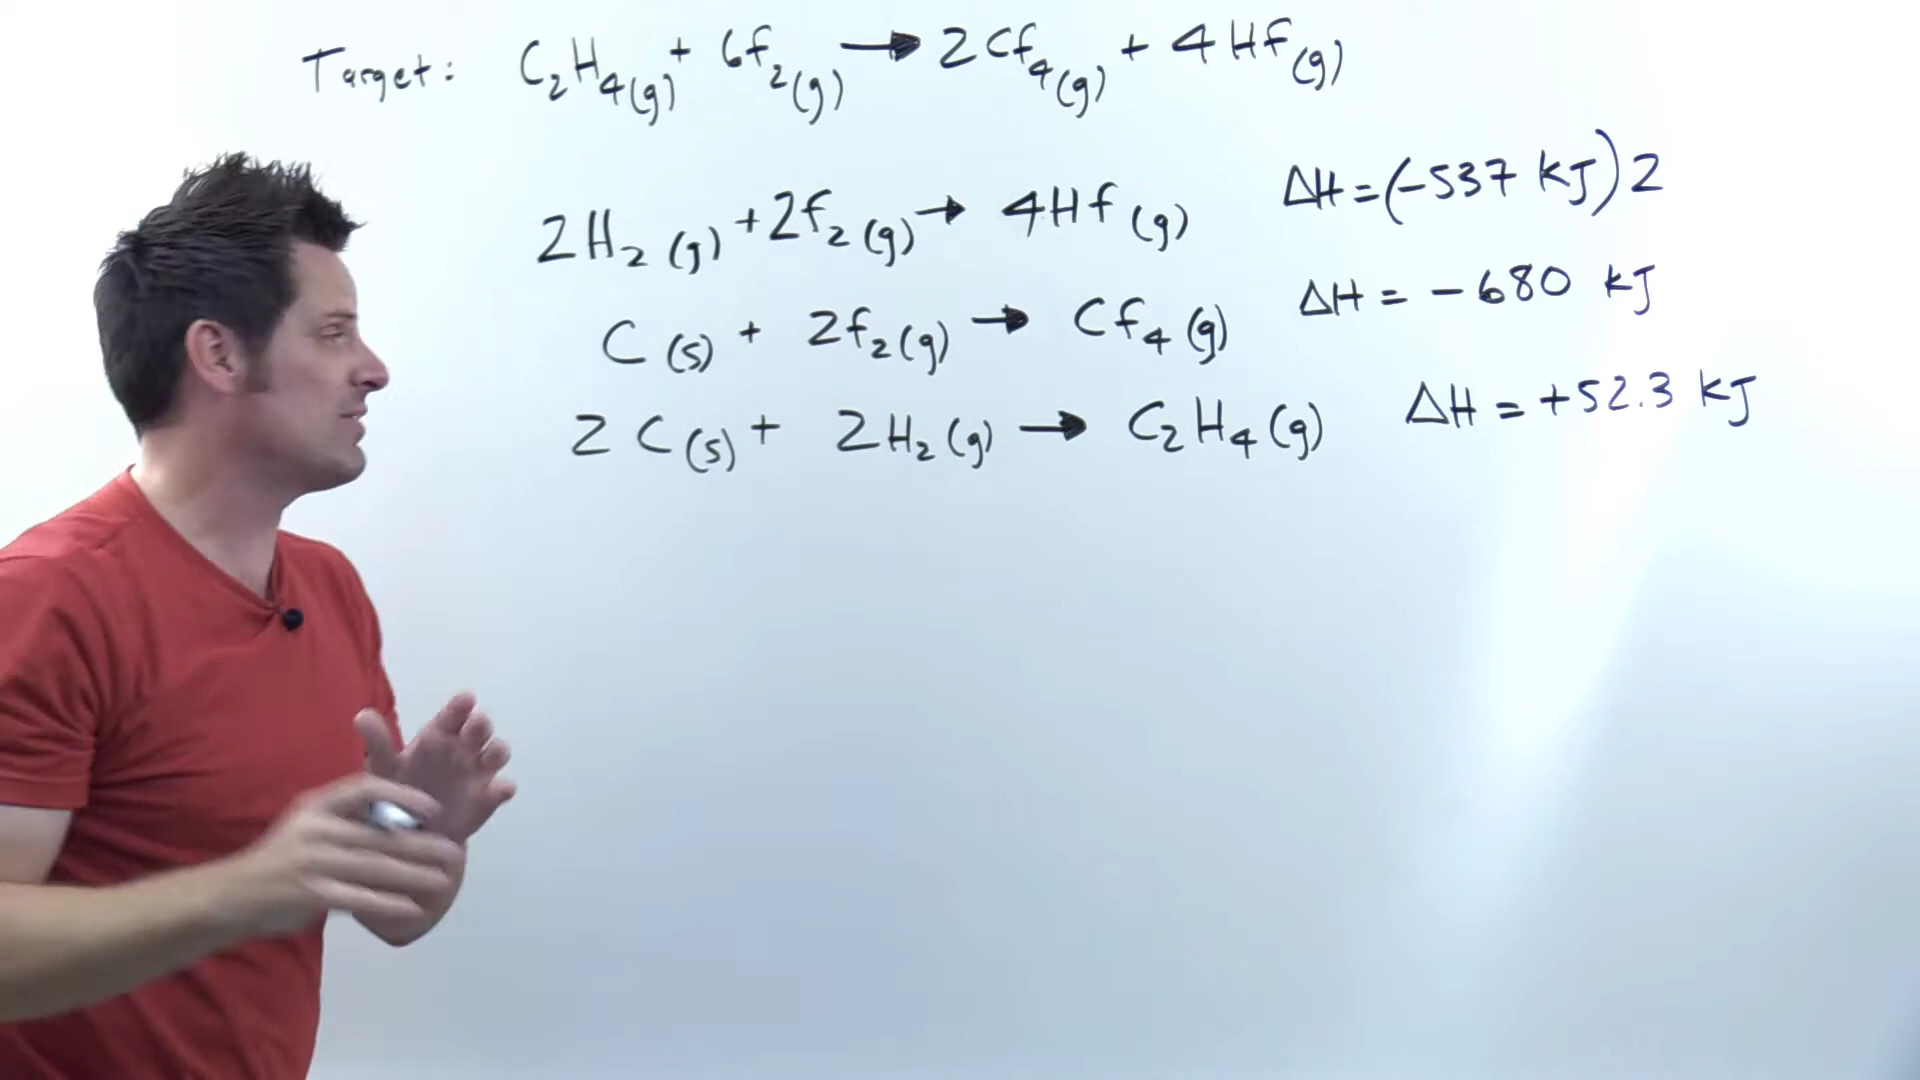 Target: C₂H₄(g) + 6f₂(g) → 2Cf₄(g) + 4Hf(g)
2H₂(g) + 2f₂(g) → 4Hf(g) ΔH = (-537 kJ)2
C(s) + 2f₂(g) → Cf₄(g) ΔH = -680 kJ
2C(s) + 2H₂(g) → C₂H₄(g) ΔH = +52.3 kJ